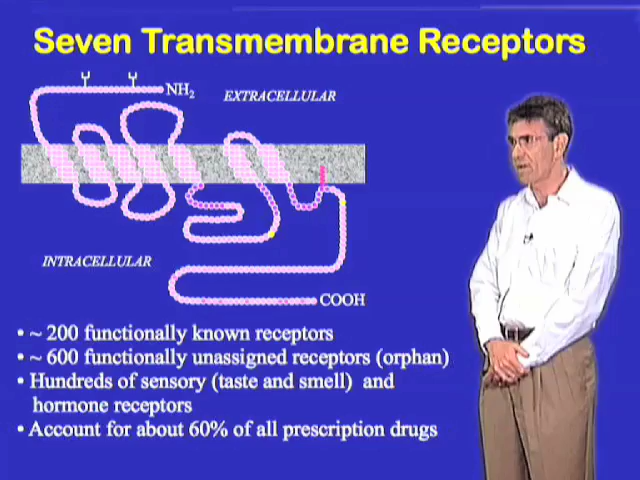 Seven Transmembrane Receptors
NH2
EXTRACELLULAR
INTRACELLULAR
COOH
• ~ 200 functionally known receptors
• ~ 600 functionally unassigned receptors (orphan)
• Hundreds of sensory (taste and smell) and
hormone receptors
• Account for about 60% of all prescription drugs